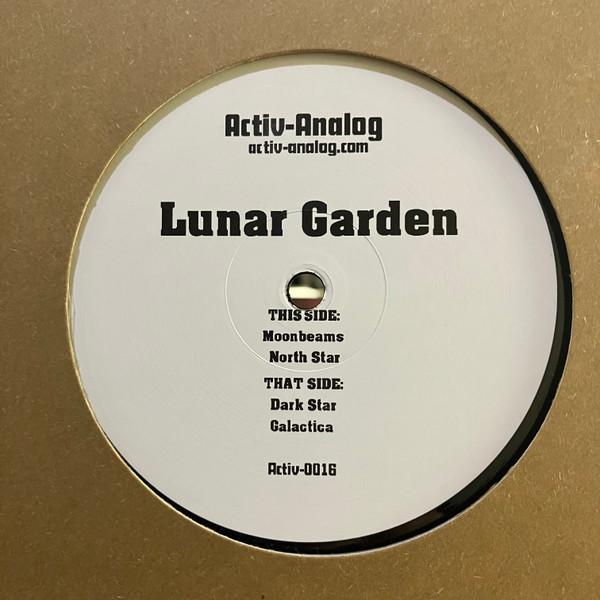 Activ-Analog
activ-analog.com
Lunar Garden
THIS SIDE:
Moonbeams
North Star
THAT SIDE:
Dark Star
Galactica
Activ-0016